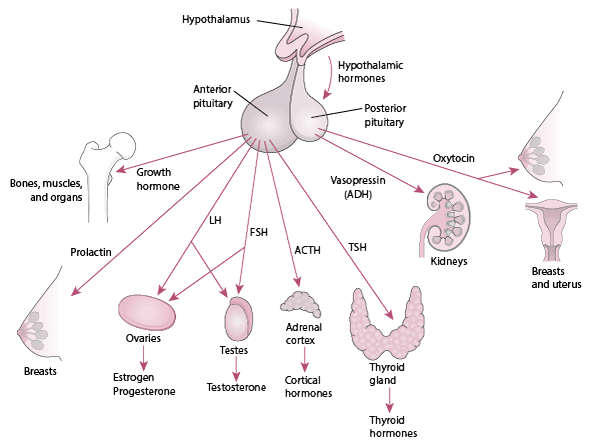 Hypothalamus
Hypothalamic
hormones
Anterior
pituitary
Posterior
pituitary
Growth
hormone
Bones, muscles,
and organs
Oxytocin
Vasopressin
(ADH)
LH
FSH
ACTH
TSH
Prolactin
Kidneys
Breasts
and uterus
Breasts
Ovaries
Estrogen
Progesterone
Testes
Testosterone
Adrenal
cortex
Cortical
hormones
Thyroid
gland
Thyroid
hormones